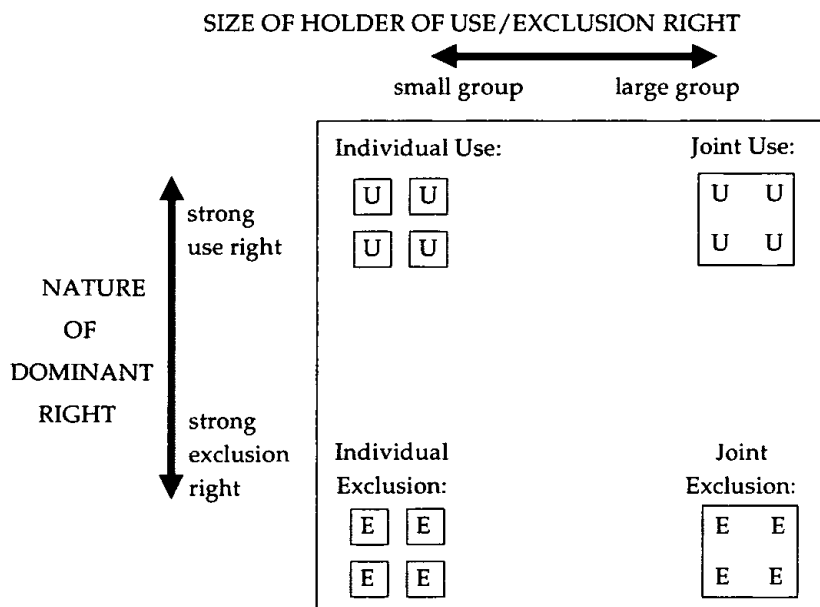 SIZE OF HOLDER OF USE/EXCLUSION RIGHT
small group large group
Individual Use: Joint Use:
U U U U
U U U U
strong
use right
NATURE
OF
DOMINANT
RIGHT
strong
exclusion
right
Individual Joint
Exclusion: Exclusion:
E E E E
E E E E